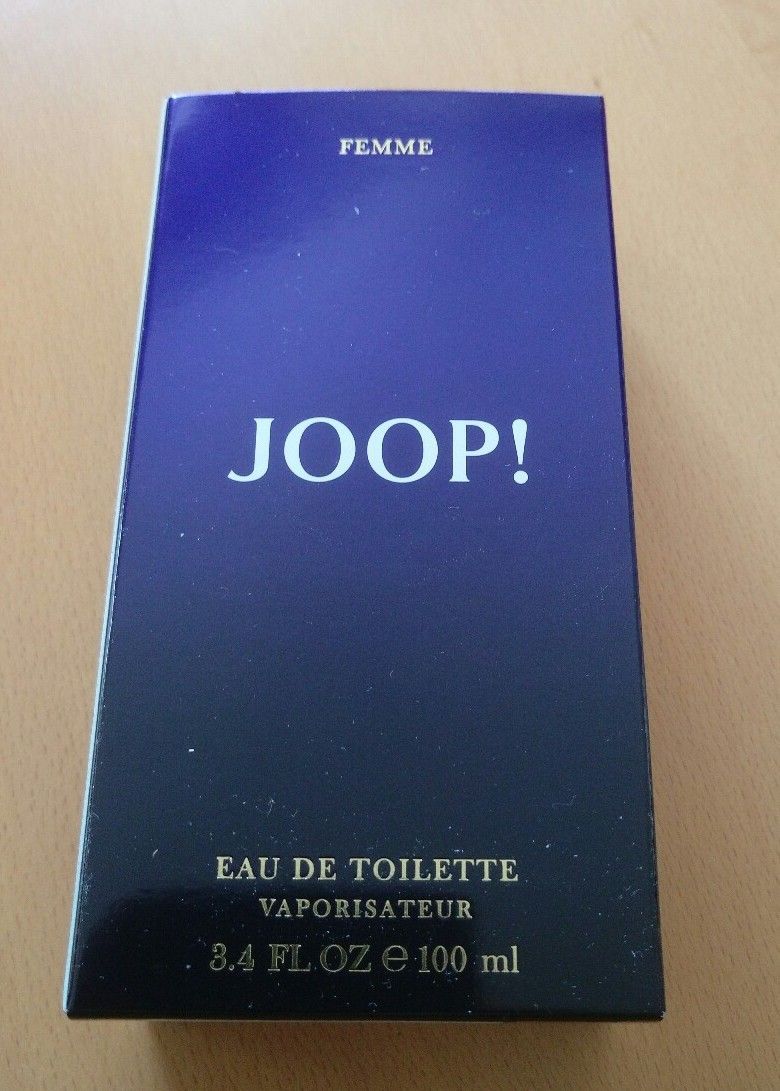 FEMME
JOOP!
EAU DE TOILETTE
VAPORISATEUR
3.4 FL OZ ℮ 100 ml